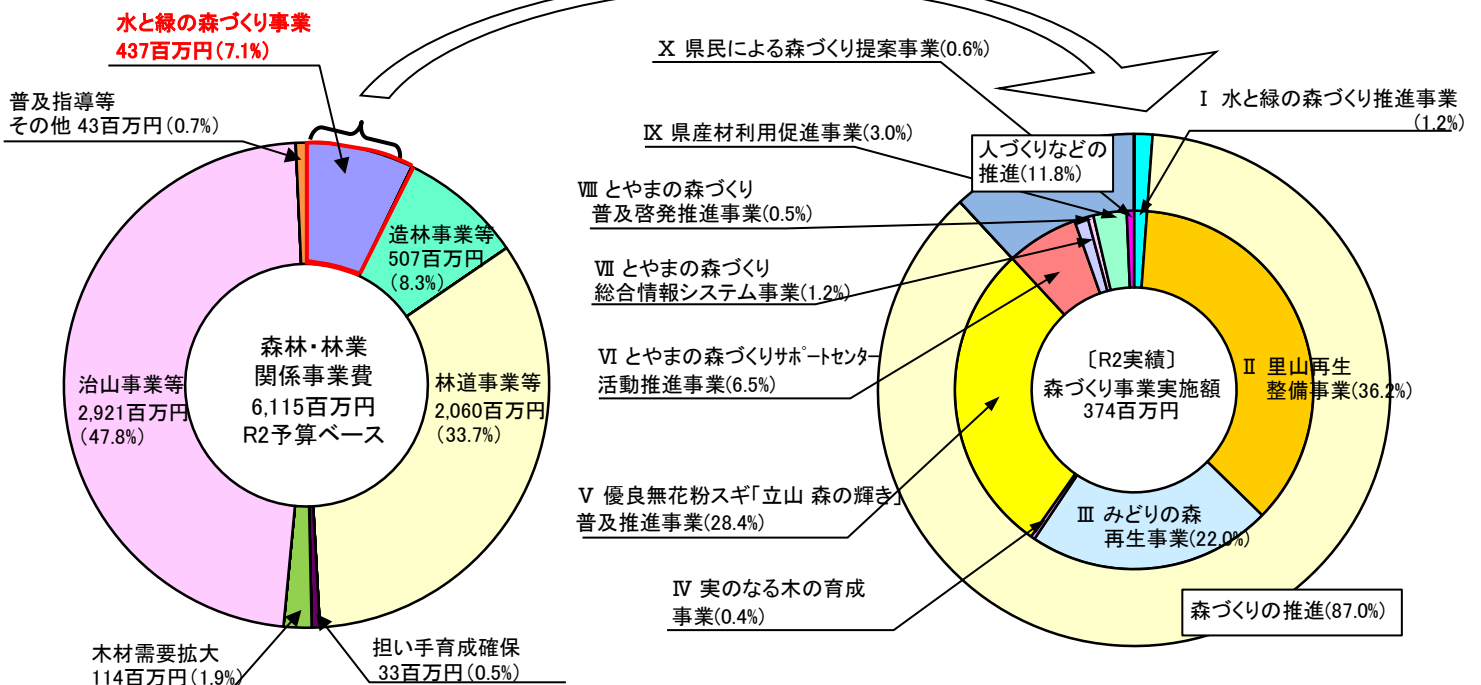 水と緑の森づくり事業
437百万円(7.1%)
普及指導等
その他 43百万円(0.7%)
造林事業等
507百万円
(8.3%)
森林・林業
関係事業費
6,115百万円
R2予算ベース
治山事業等
2,921百万円
(47.8%)
林道事業等
2,060百万円
(33.7%)
木材需要拡大
114百万円(1.9%)
担い手育成確保
33百万円(0.5%)
Ⅹ 県民による森づくり提案事業(0.6%)
Ⅰ 水と緑の森づくり推進事業
(1.2%)
Ⅸ 県産材利用促進事業(3.0%)
人づくりなどの
推進(11.8%)
Ⅷ とやまの森づくり
普及啓発推進事業(0.5%)
Ⅶ とやまの森づくり
総合情報システム事業(1.2%)
Ⅵ とやまの森づくりサポートセンター
活動推進事業(6.5%)
〔R2実績〕
森づくり事業実施額
374百万円
Ⅱ 里山再生
整備事業(36.2%)
Ⅴ 優良無花粉スギ「立山 森の輝き」
普及推進事業(28.4%)
Ⅲ みどりの森
再生事業(22.0%)
Ⅳ 実のなる木の育成
事業(0.4%)
森づくりの推進(87.0%)